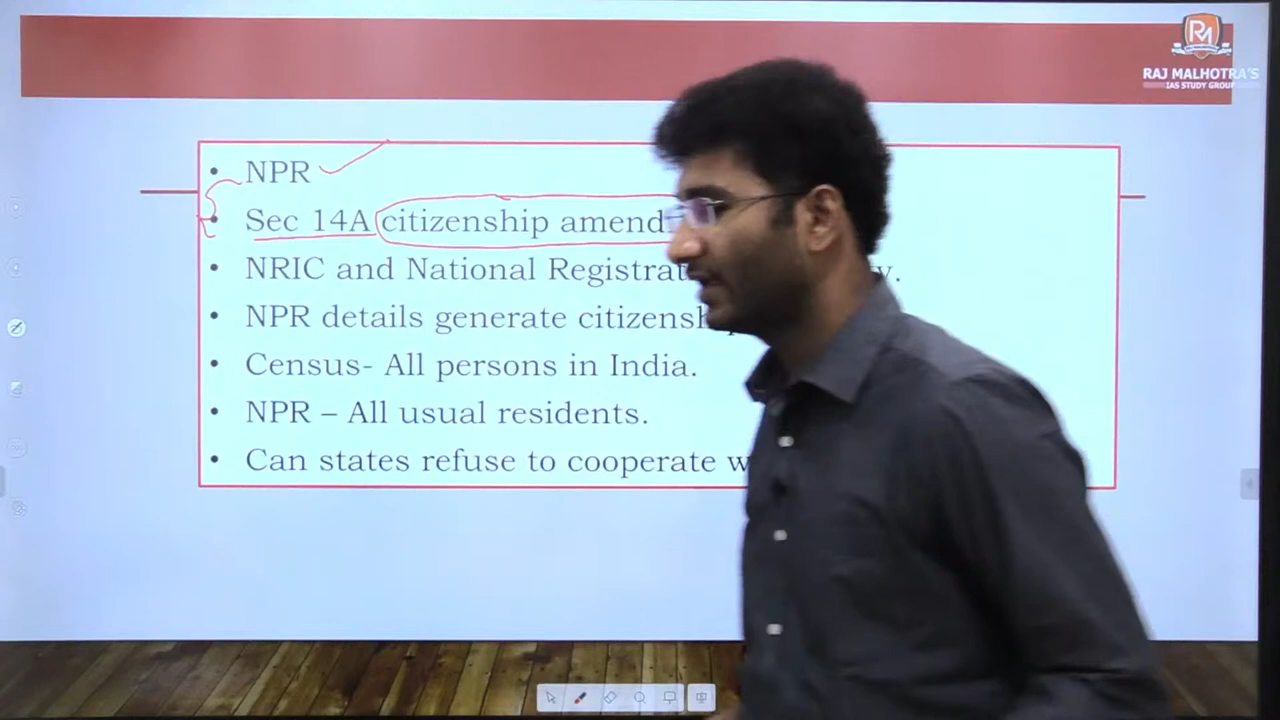 RM
RAJ MALHOTRA'S
IAS STUDY GROUP
• NPR
• Sec 14A citizenship amend
• NRIC and National Registrat
• NPR details generate citizensh
• Census- All persons in India.
• NPR – All usual residents.
• Can states refuse to cooperate w